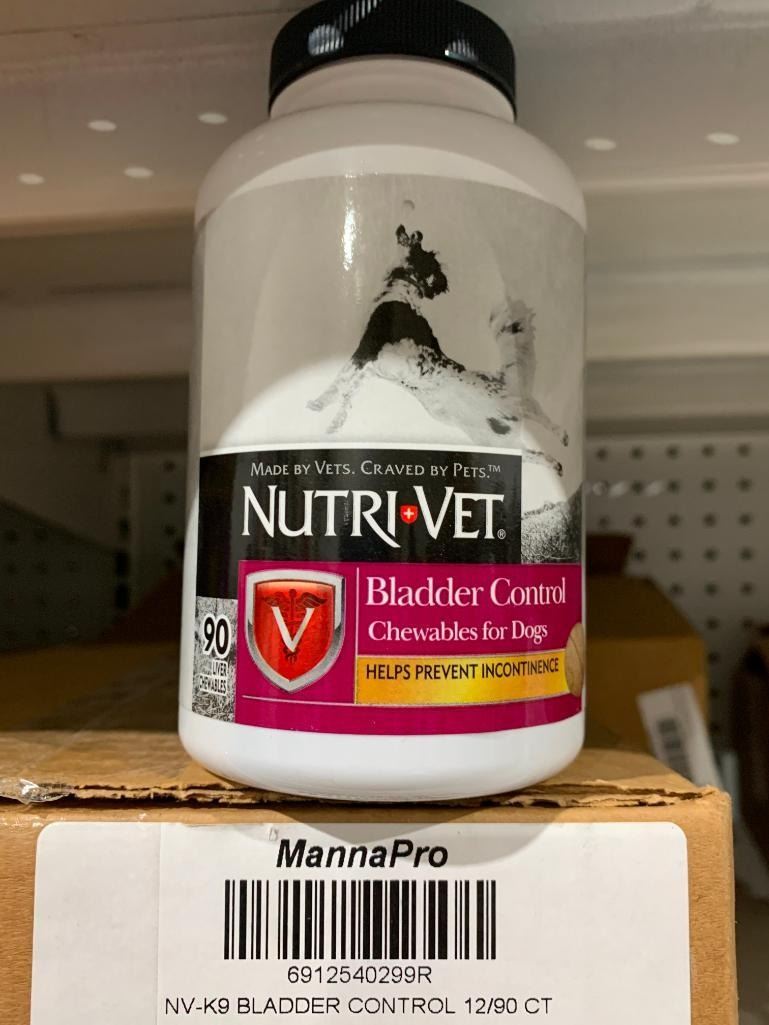 MADE BY VETS. CRAVED BY PETS.™
NUTRI-VET®
V
Bladder Control
Chewables for Dogs
HELPS PREVENT INCONTINENCE
90
LIVER
CHEWABLES
MannaPro
6912540299R
NV-K9 BLADDER CONTROL 12/90 CT